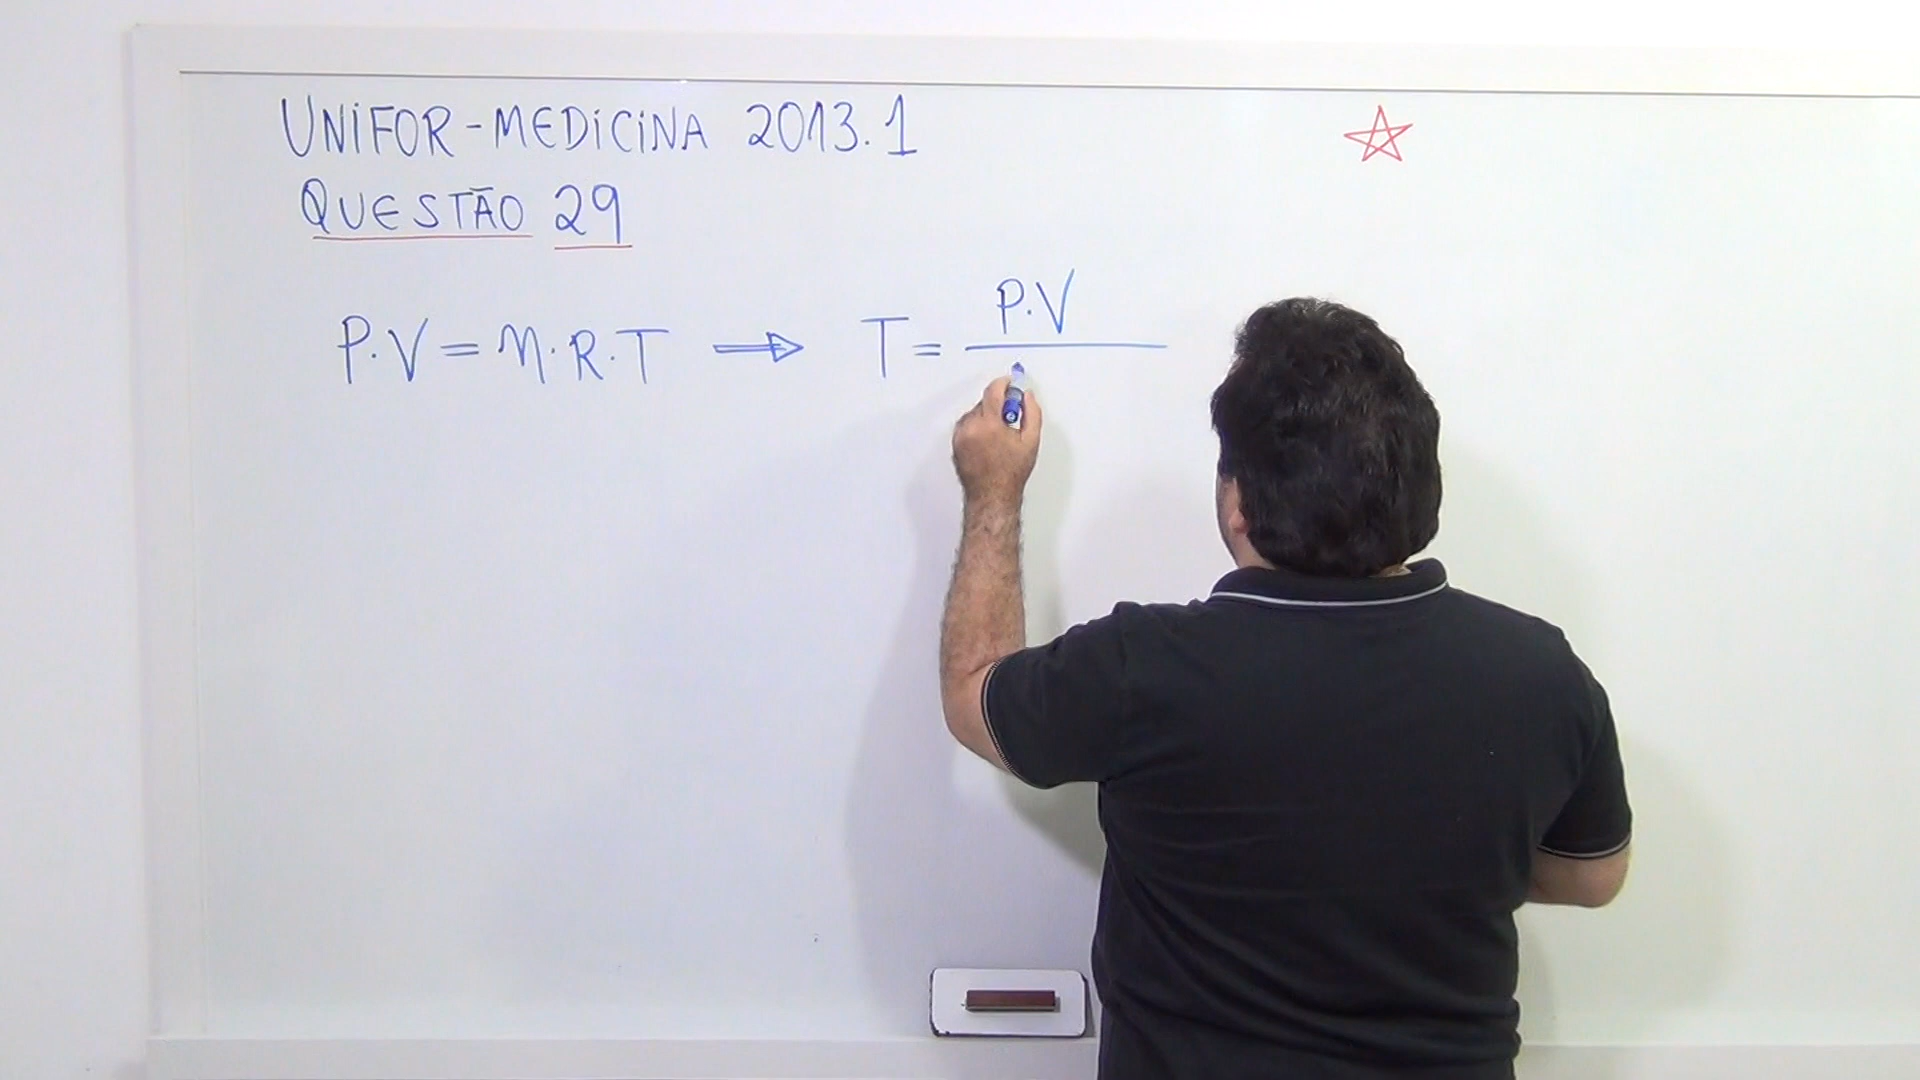 UNIFOR-MEDICINA 2013.1
QUESTÃO 29
P.V = n.R.T ⇒ T = P.V